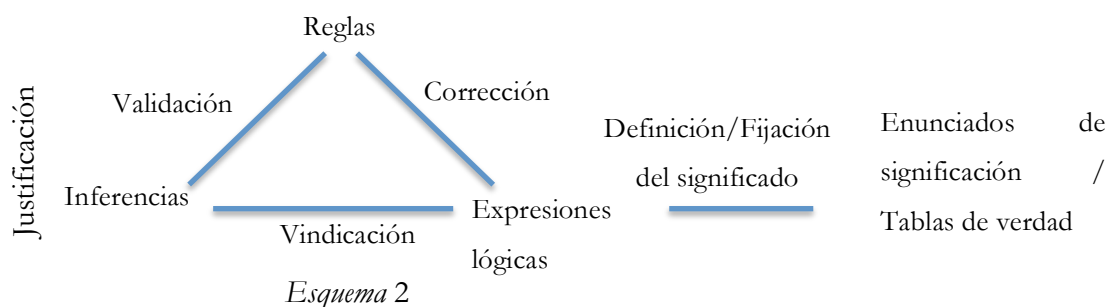 Reglas
Justificación
Validación
Corrección
Inferencias
Vindicación
Expresiones
lógicas
Definición/Fijación
del significado
Enunciados de
significación /
Tablas de verdad
Esquema 2